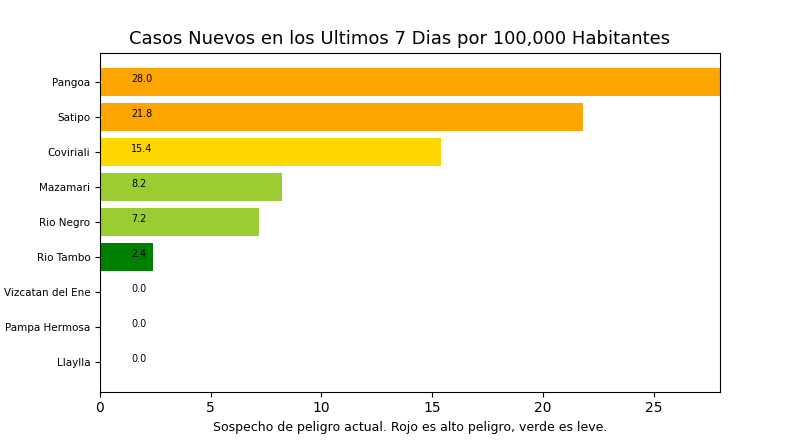 Casos Nuevos en los Ultimos 7 Dias por 100,000 Habitantes
Pangoa 28.0
Satipo 21.8
Coviriali 15.4
Mazamari 8.2
Rio Negro 7.2
Rio Tambo 2.4
Vizcatan del Ene 0.0
Pampa Hermosa 0.0
Llaylla 0.0
0 5 10 15 20 25
Sospecho de peligro actual. Rojo es alto peligro, verde es leve.